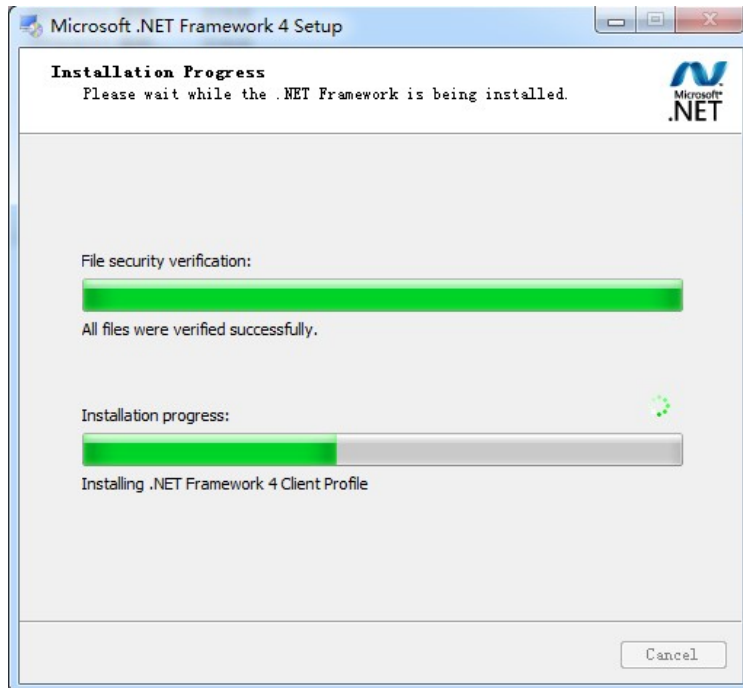 Microsoft .NET Framework 4 Setup
Installation Progress
Please wait while the .NET Framework is being installed.
Microsoft
.NET
File security verification:
All files were verified successfully.
Installation progress:
Installing .NET Framework 4 Client Profile
Cancel